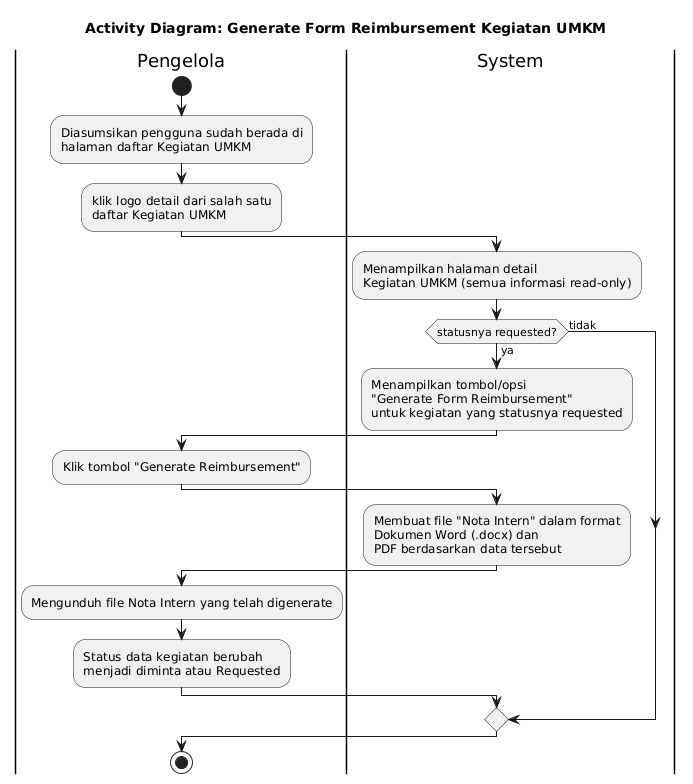 Activity Diagram: Generate Form Reimbursement Kegiatan UMKM
Pengelola
System
Diasumsikan pengguna sudah berada di
halaman daftar Kegiatan UMKM
klik logo detail dari salah satu
daftar Kegiatan UMKM
Menampilkan halaman detail
Kegiatan UMKM (semua informasi read-only)
statusnya requested?
tidak
ya
Menampilkan tombol/opsi
"Generate Form Reimbursement"
untuk kegiatan yang statusnya requested
Klik tombol "Generate Reimbursement"
Membuat file "Nota Intern" dalam format
Dokumen Word (.docx) dan
PDF berdasarkan data tersebut
Mengunduh file Nota Intern yang telah digenerate
Status data kegiatan berubah
menjadi diminta atau Requested